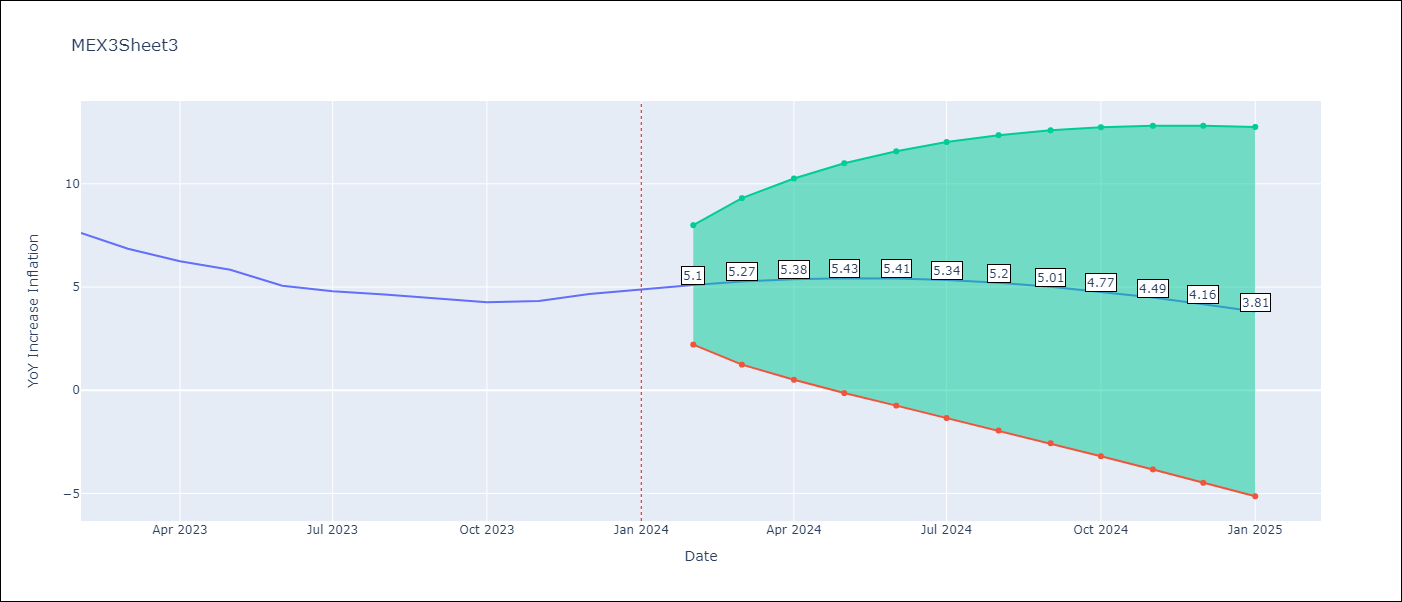 MEX3Sheet3
YoY Increase Inflation
10
5
0
−5
5.1
5.27
5.38
5.43
5.41
5.34
5.2
5.01
4.77
4.49
4.16
3.81
Apr 2023
Jul 2023
Oct 2023
Jan 2024
Apr 2024
Jul 2024
Oct 2024
Jan 2025
Date